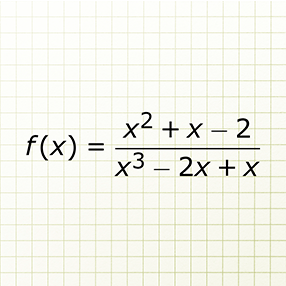 f(x) = (x² + x − 2) / (x³ − 2x + x)